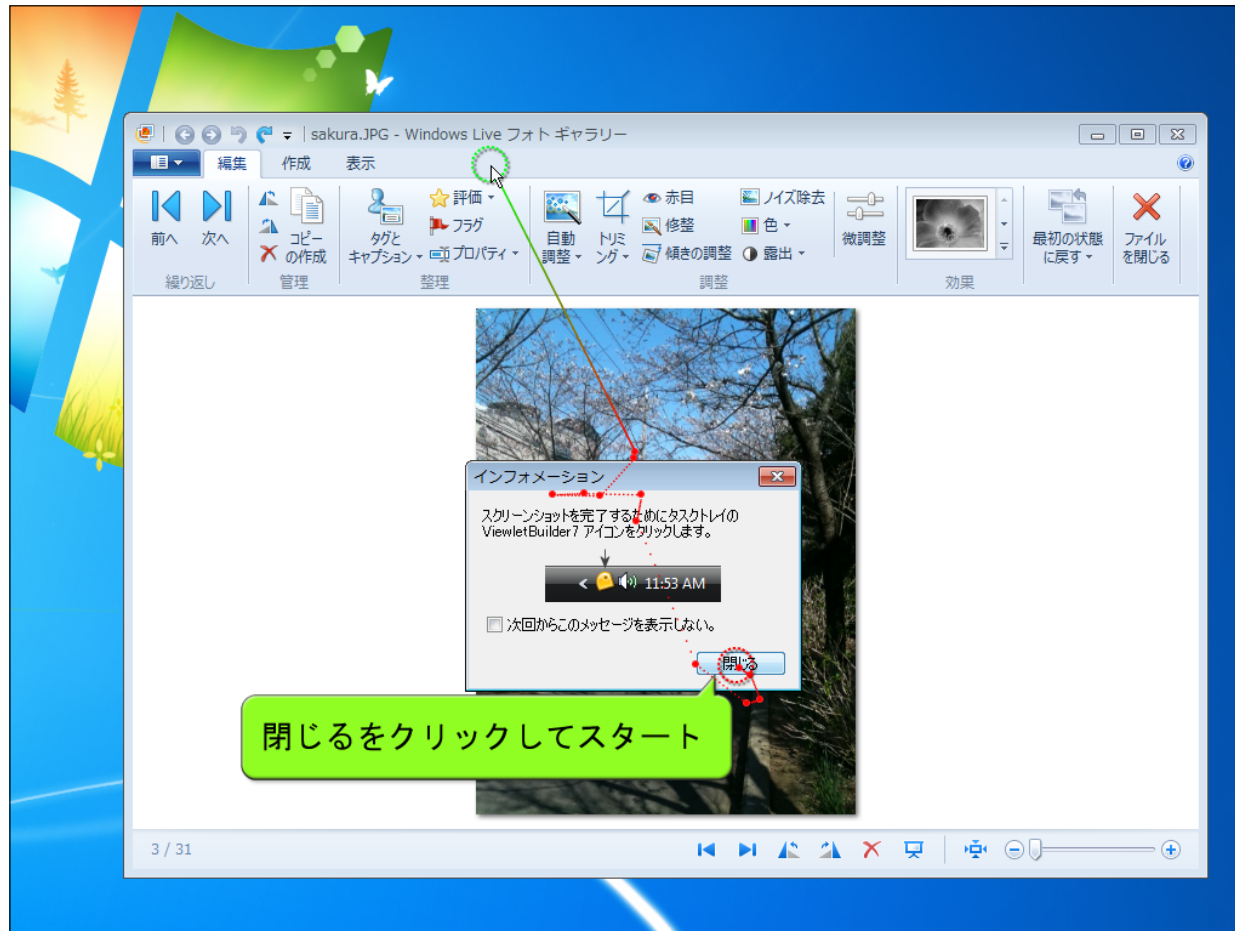 sakura.JPG - Windows Live フォト ギャラリー
編集 作成 表示
前へ 次へ
コピーの作成
タグとキャプション
評価
フラグ
プロパティ
自動調整
トリミング
赤目
修整
傾きの調整
ノイズ除去
色
露出
微調整
最初の状態に戻す
ファイルを閉じる
繰り返し 管理 整理 調整 効果
インフォメーション
スクリーンショットを完了するためにタスクトレイの
ViewletBuilder7 アイコンをクリックします。
11:53 AM
次回からこのメッセージを表示しない。
閉じる
閉じるをクリックしてスタート
3 / 31